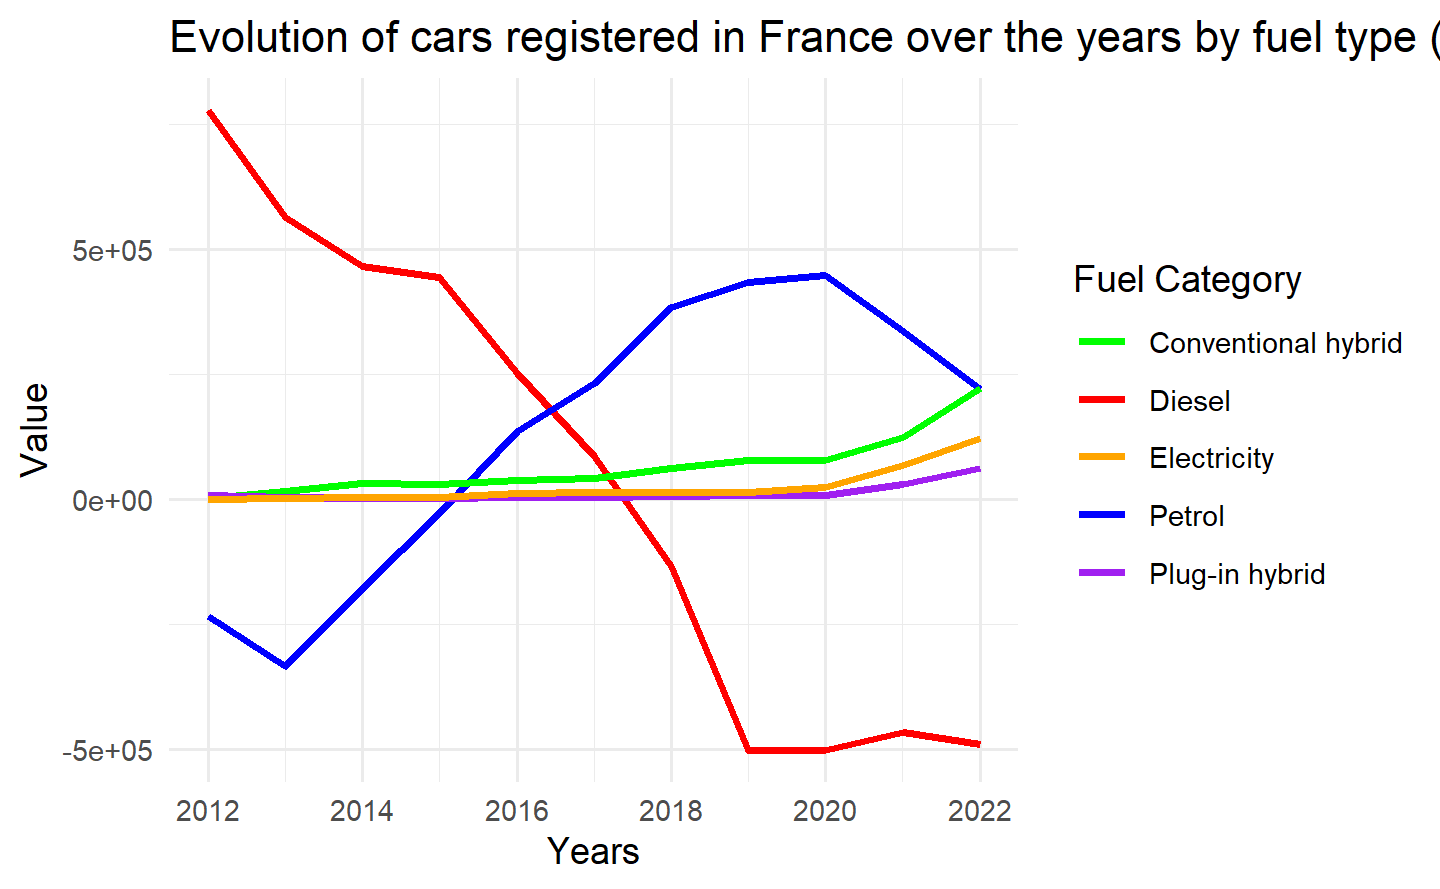 Evolution of cars registered in France over the years by fuel type (
Value
5e+05
0e+00
-5e+05
2012 2014 2016 2018 2020 2022
Years
Fuel Category
Conventional hybrid
Diesel
Electricity
Petrol
Plug-in hybrid